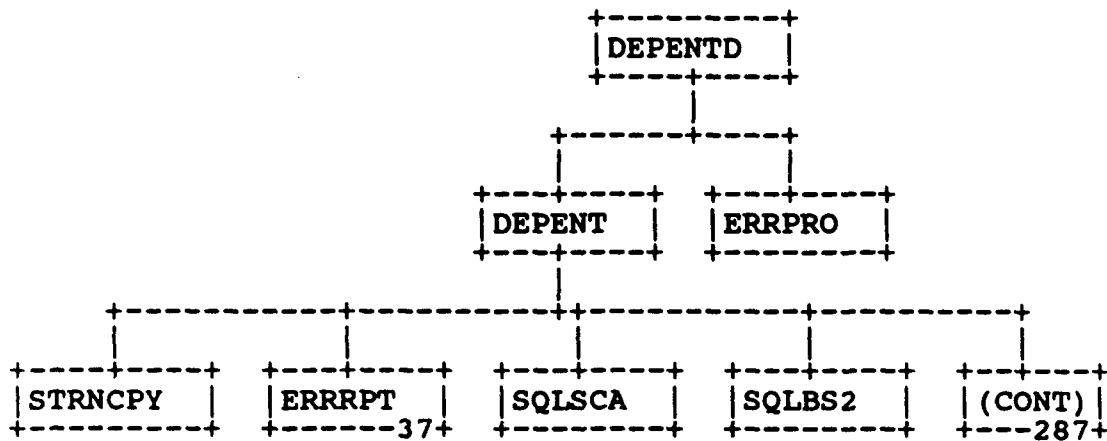 DEPENTD
DEPENT ERRPRO
STRNCPY ERRRPT SQLSCA SQLBS2 (CONT)
37 287